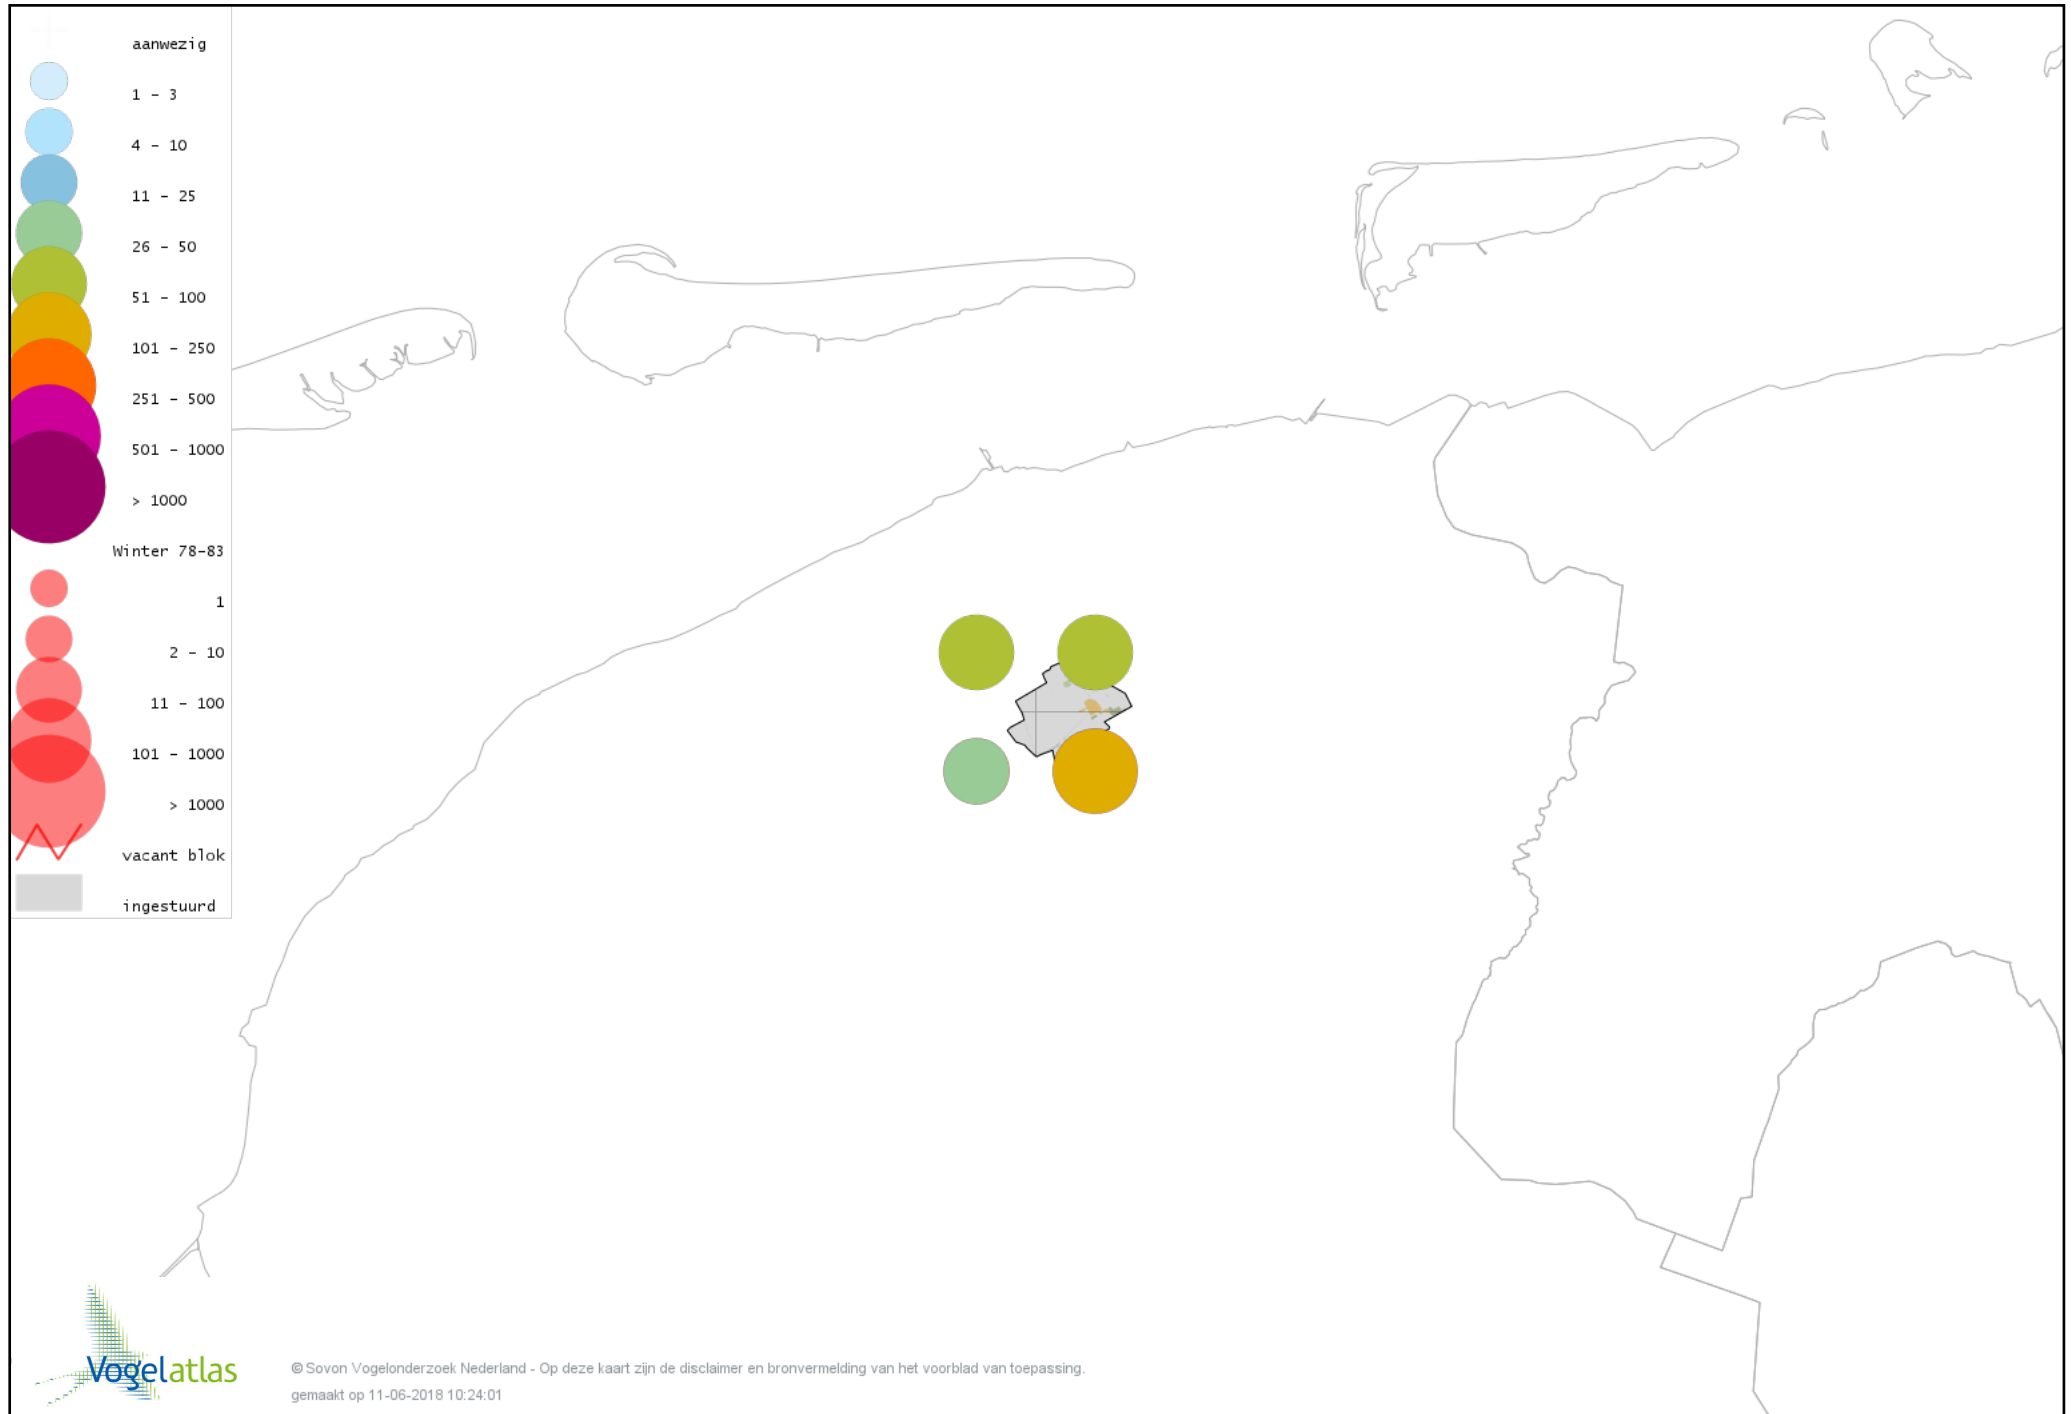 aanwezig
1 - 3
4 - 10
11 - 25
26 - 50
51 - 100
101 - 250
251 - 500
501 - 1000
> 1000
Winter 78-83
1
2 - 10
11 - 100
101 - 1000
> 1000
vacant blok
ingestuurd
Vogelatlas
© Sovon Vogelonderzoek Nederland - Op deze kaart zijn de disclaimer en bronvermelding van het voorblad van toepassing.
gemaakt op 11-06-2018 10:24:01